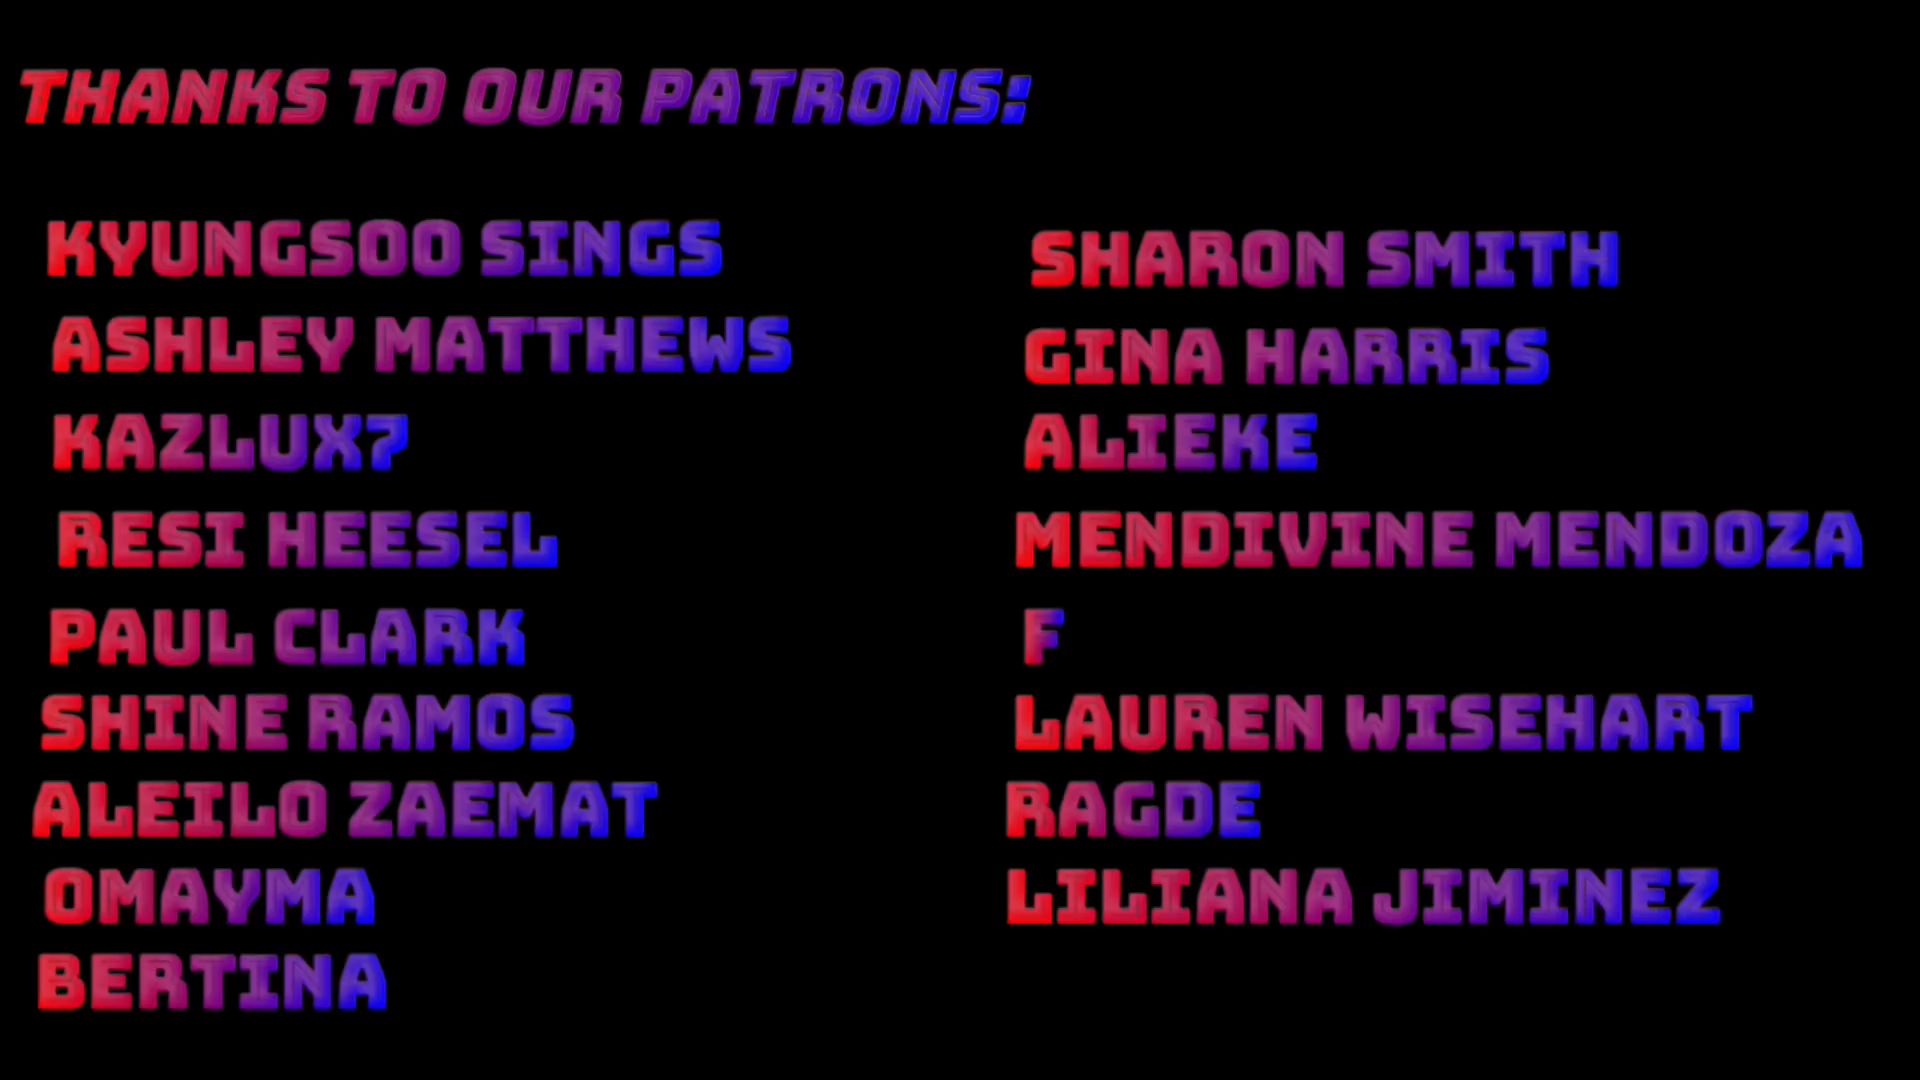 THANKS TO OUR PATRONS:
KYUNGSOO SINGS
ASHLEY MATTHEWS
KAZLUX7
RESI HEESEL
PAUL CLARK
SHINE RAMOS
ALEILO ZAEMAT
OMAYMA
BERTINA
SHARON SMITH
GINA HARRIS
ALIEKE
MENDIVINE MENDOZA
F
LAUREN WISEHART
RAGDE
LILIANA JIMINEZ